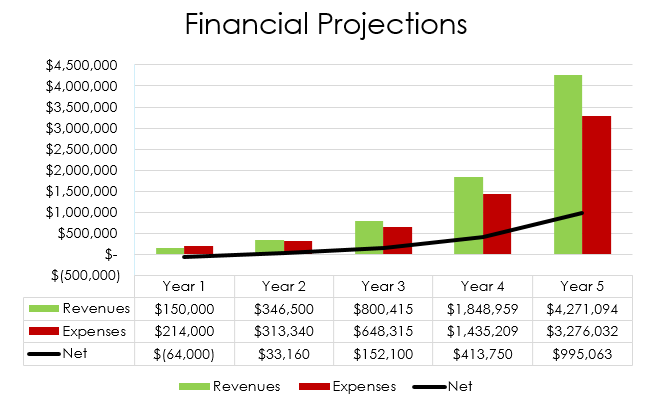 Financial Projections
$4,500,000
$4,000,000
$3,500,000
$3,000,000
$2,500,000
$2,000,000
$1,500,000
$1,000,000
$500,000
$-
$(500,000)
Year 1 Year 2 Year 3 Year 4 Year 5
Revenues $150,000 $346,500 $800,415 $1,848,959 $4,271,094
Expenses $214,000 $313,340 $648,315 $1,435,209 $3,276,032
Net $(64,000) $33,160 $152,100 $413,750 $995,063
Revenues Expenses Net